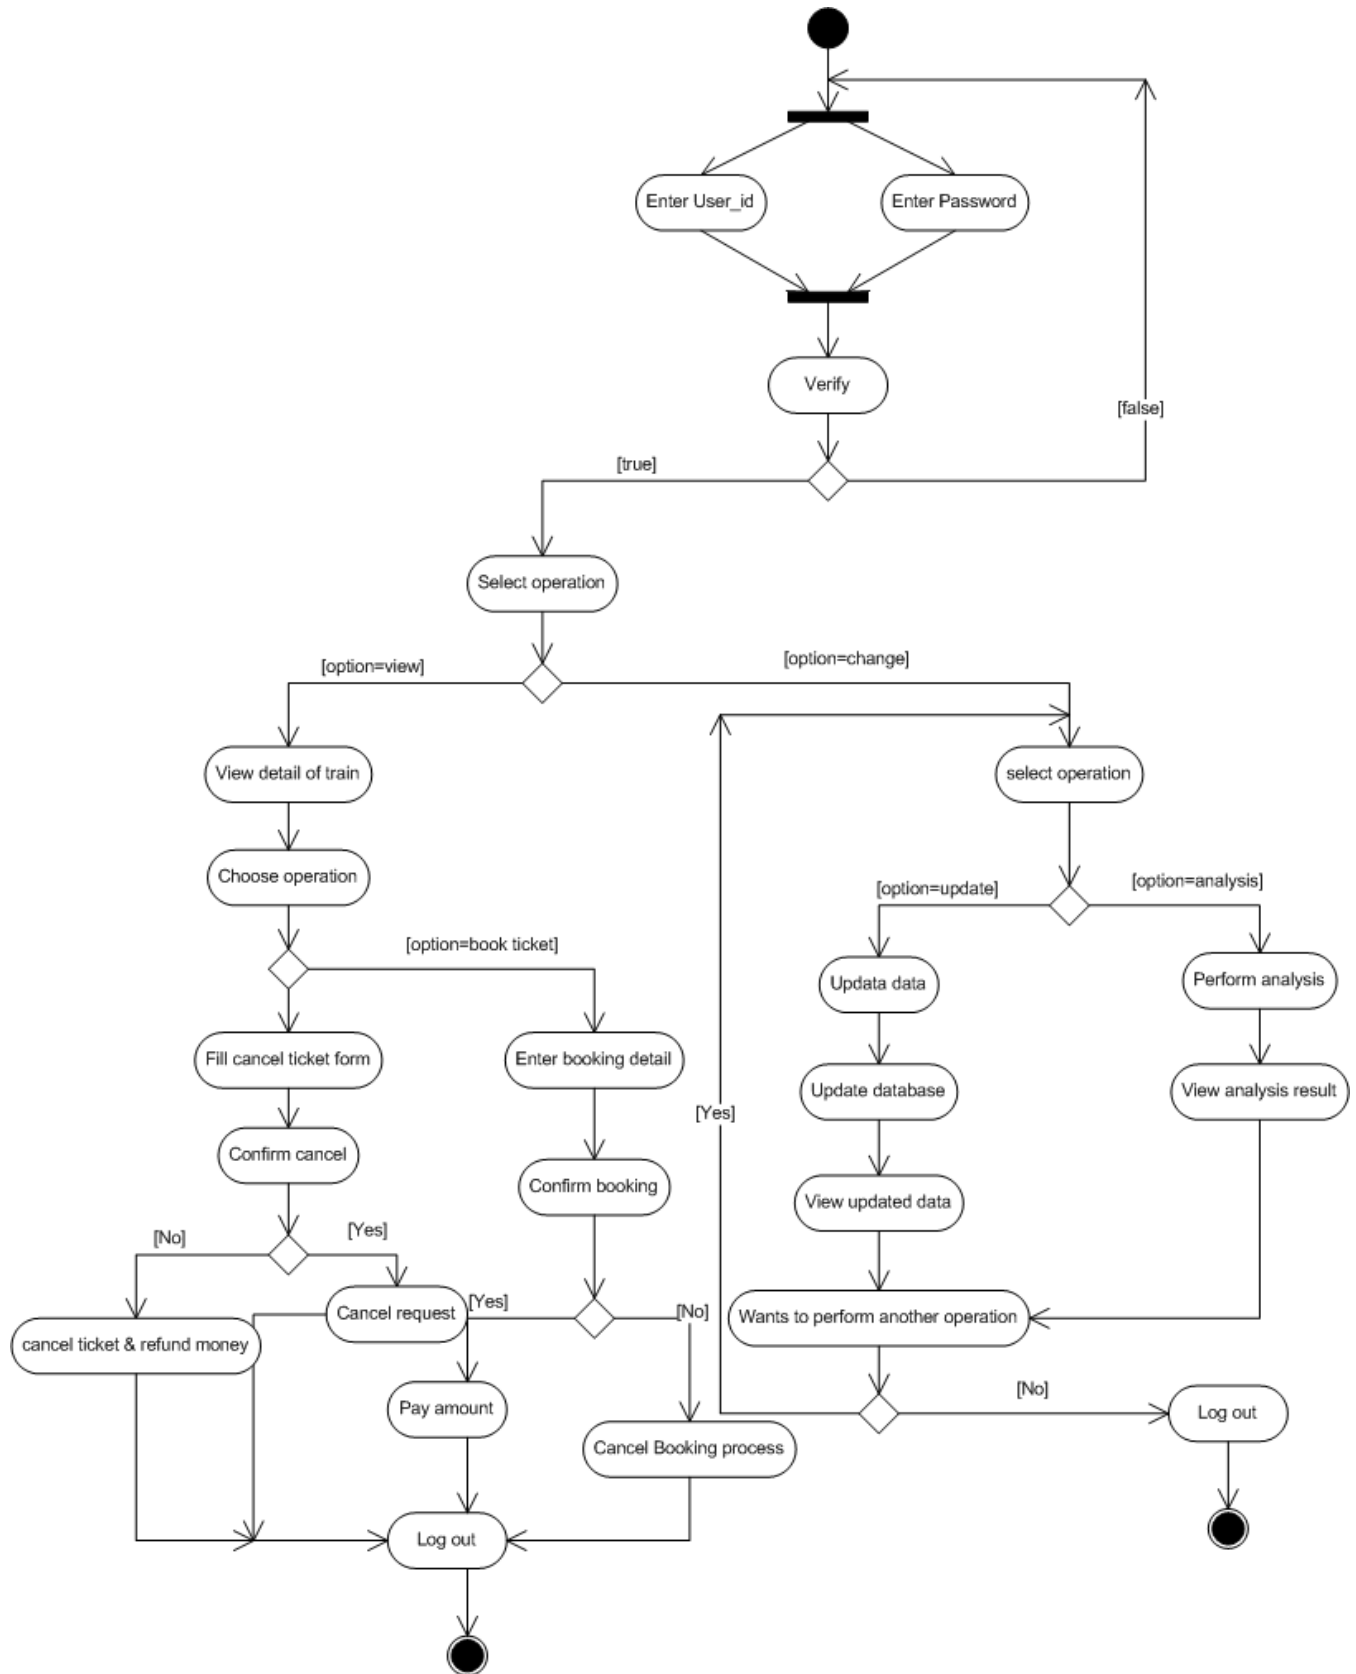 Enter User_id
Enter Password
Verify
[false]
[true]
Select operation
[option=view]
[option=change]
View detail of train
select operation
Choose operation
[option=update]
[option=analysis]
[option=book ticket]
Updata data
Perform analysis
Fill cancel ticket form
Enter booking detail
Update database
View analysis result
[Yes]
Confirm cancel
Confirm booking
View updated data
[No]
[Yes]
Cancel request
[Yes]
[No]
Wants to perform another operation
cancel ticket & refund money
[No]
Pay amount
Log out
Cancel Booking process
Log out